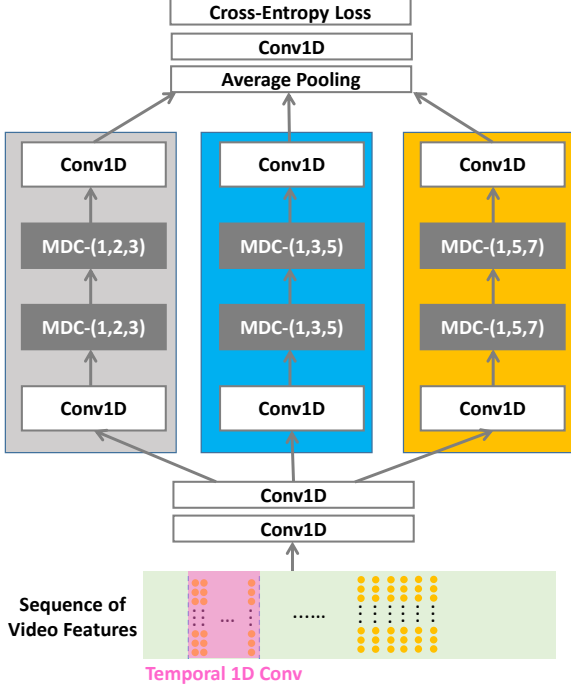 Cross-Entropy Loss
Conv1D
Average Pooling
Conv1D
Conv1D
Conv1D
MDC-(1,2,3)
MDC-(1,3,5)
MDC-(1,5,7)
MDC-(1,2,3)
MDC-(1,3,5)
MDC-(1,5,7)
Conv1D
Conv1D
Conv1D
Conv1D
Conv1D
Sequence of
Video Features
...
......
Temporal 1D Conv